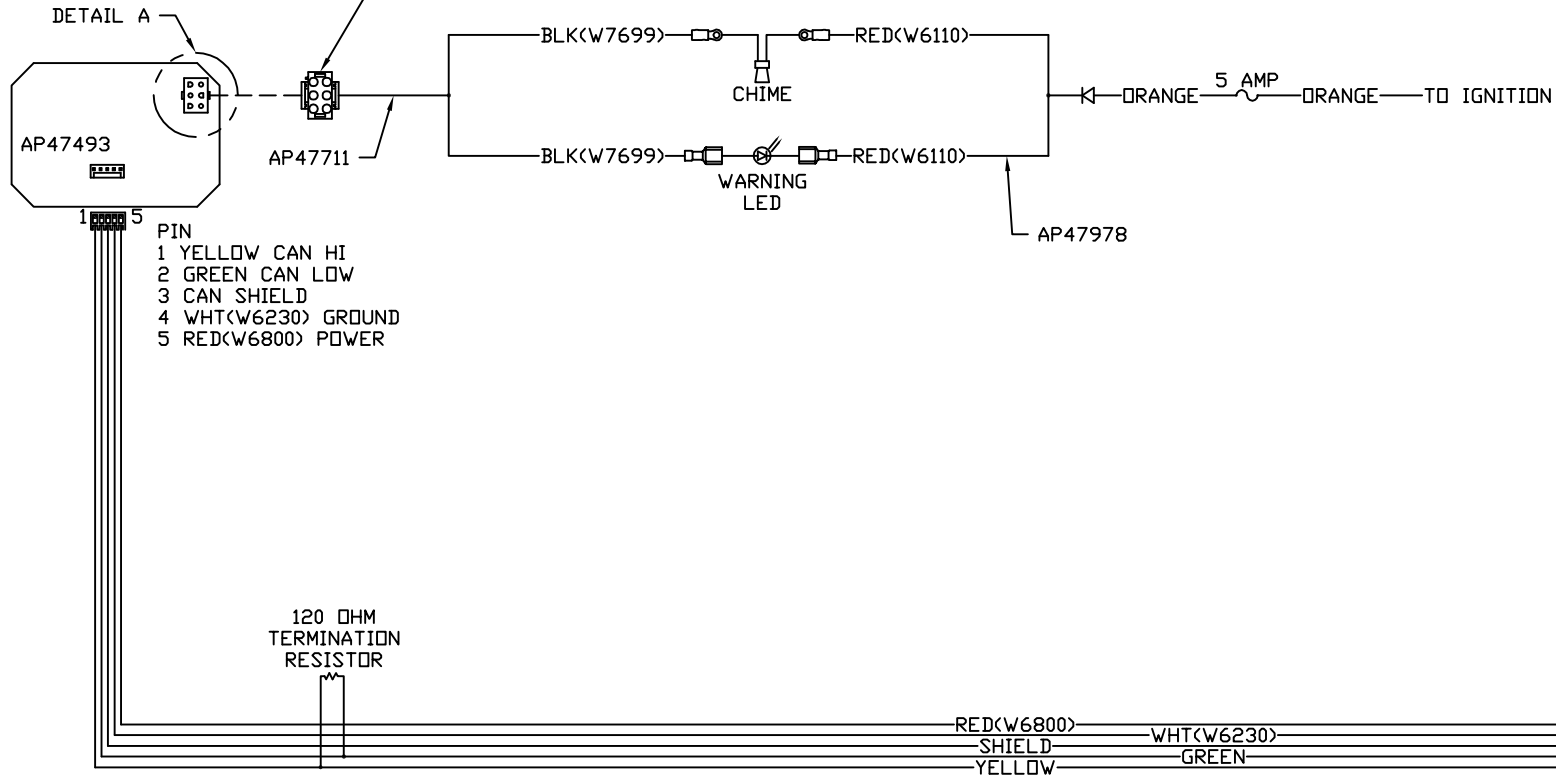 DETAIL A
BLK(W7699)
RED(W6110)
CHIME
5 AMP
ORANGE
ORANGE
TO IGNITION
AP47493
AP47711
BLK(W7699)
RED(W6110)
WARNING
LED
AP47978
1
5
PIN
1 YELLOW CAN HI
2 GREEN CAN LOW
3 CAN SHIELD
4 WHT(W6230) GROUND
5 RED(W6800) POWER
120 OHM
TERMINATION
RESISTOR
RED(W6800)
WHT(W6230)
SHIELD
GREEN
YELLOW